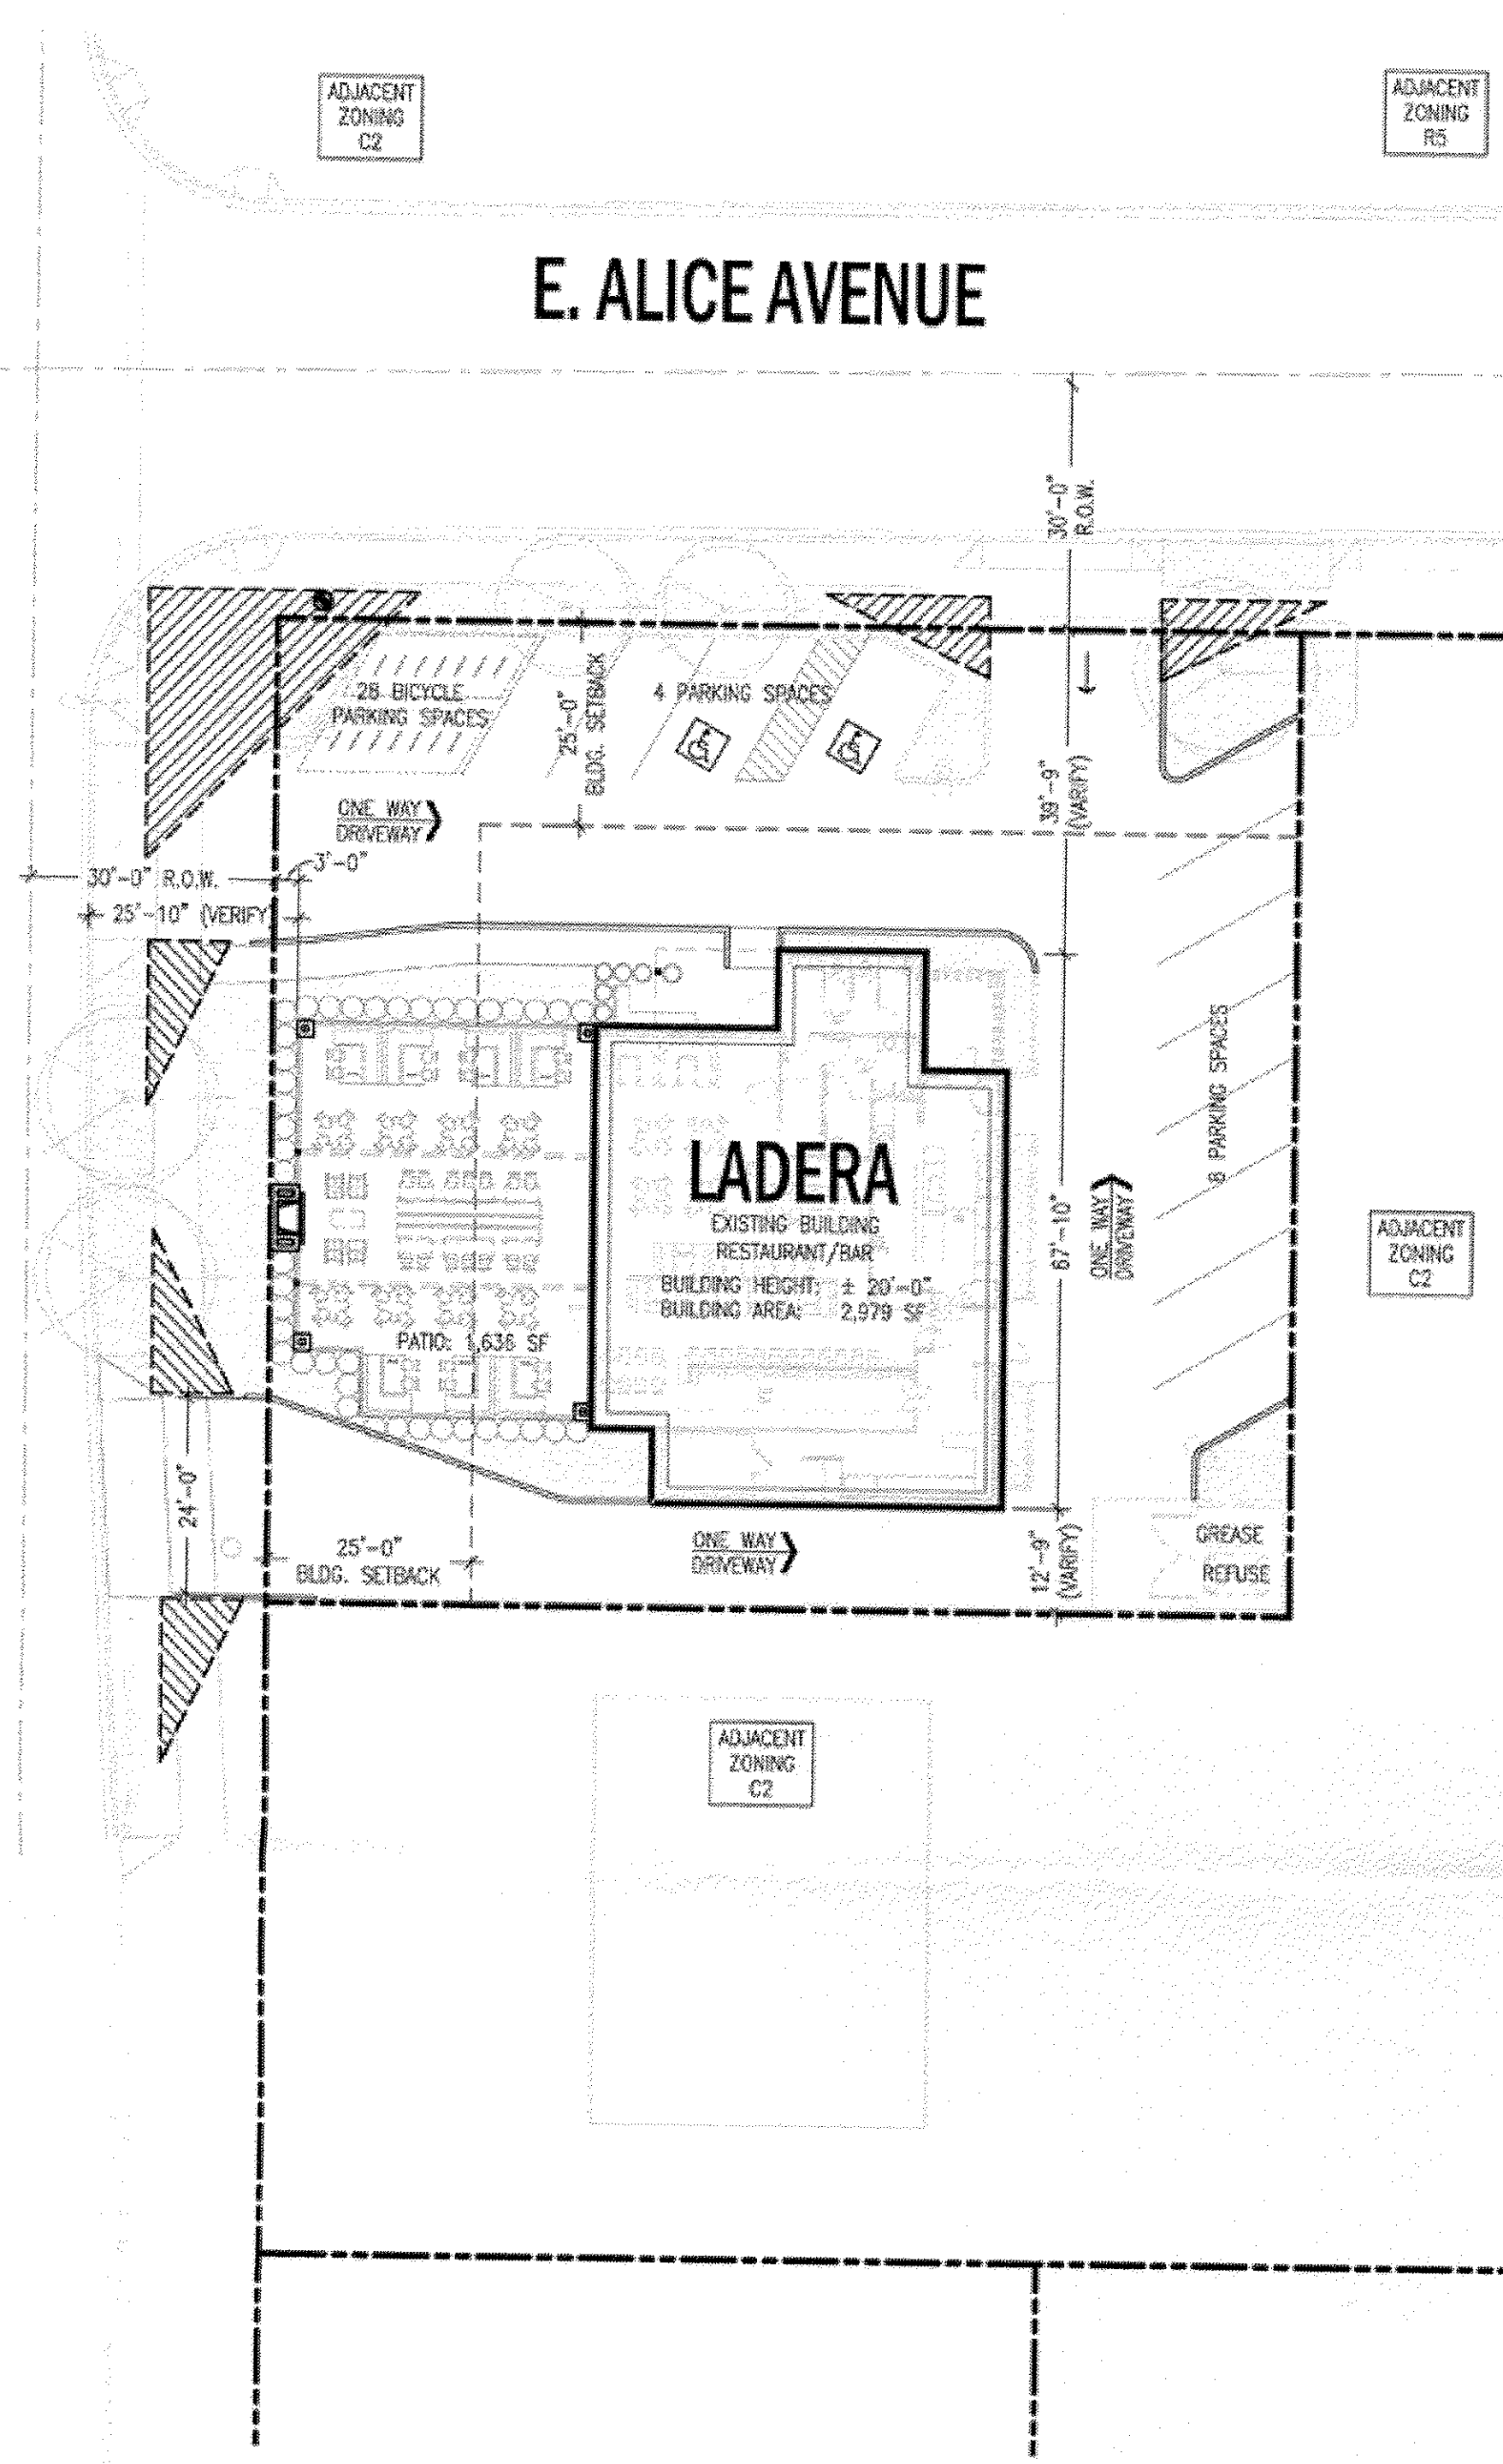 ADJACENT
ZONING
C2
ADJACENT
ZONING
R5
E. ALICE AVENUE
30'-0"
R.O.W.
28 BICYCLE
PARKING SPACES
25'-0"
BLDG. SETBACK
4 PARKING SPACES
39'-9"
(VARIFY)
ONE WAY
DRIVEWAY
3'-0"
30'-0" R.O.W.
25'-10" (VERIFY)
8 PARKING SPACES
LADERA
EXISTING BUILDING
RESTAURANT/BAR
BUILDING HEIGHT: ± 20'-0"
BUILDING AREA: 2,979 SF
PATIO: 1,636 SF
67'-10"
ONE WAY
DRIVEWAY
ADJACENT
ZONING
C2
24'-0"
25'-0"
BLDG. SETBACK
ONE WAY
DRIVEWAY
12'-9"
(VARIFY)
GREASE
REFUSE
ADJACENT
ZONING
C2